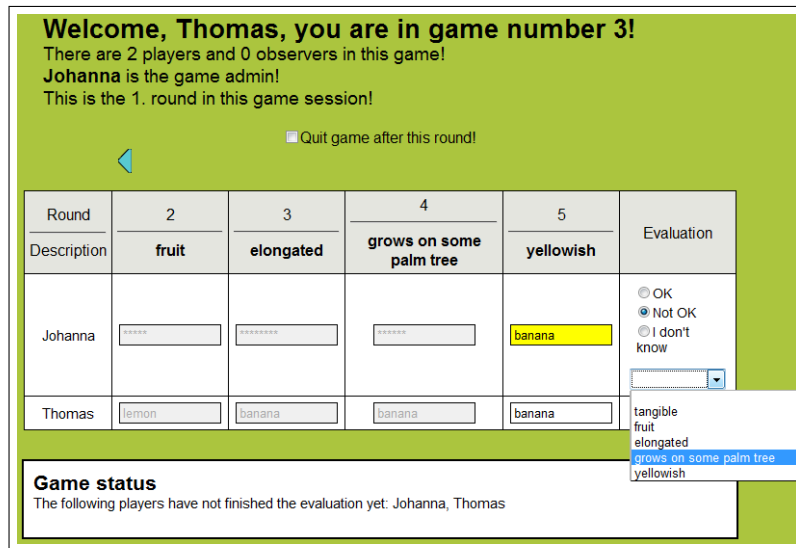 Welcome, Thomas, you are in game number 3!
There are 2 players and 0 observers in this game!
Johanna is the game admin!
This is the 1. round in this game session!
Quit game after this round!
Round 2 3 4 5 Evaluation
Description fruit elongated grows on some palm tree yellowish
OK
Not OK
I don't know
Johanna ***** ******** ****** banana
Thomas lemon banana banana banana
tangible
fruit
elongated
grows on some palm tree
yellowish
Game status
The following players have not finished the evaluation yet: Johanna, Thomas